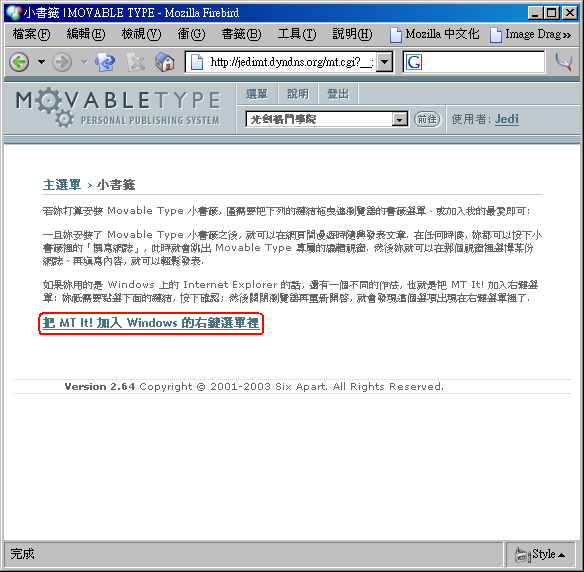 小書籤 | MOVABLE TYPE - Mozilla Firebird
檔案(F) 編輯(E) 檢視(V) 衝(G) 書籤(B) 工具(T) 說明(H) Mozilla 中文化 Image Drag »
http://jedimt.dyndns.org/mt.cgi?__
G
MOVABLETYPE
PERSONAL PUBLISHING SYSTEM
選單 說明 登出
光劍格鬥學院 前往 使用者: Jedi
主選單 > 小書籤
若妳打算安裝 Movable Type 小書籤, 僅需要把下列的鏈結拖曳進瀏覽器的書籤選單、或加入我的最愛即可:
一旦妳安裝了 Movable Type 小書籤之後, 就可以在網頁間漫遊時隨興發表文章. 在任何時候, 妳都可以按下小
書籤裡的「撰寫網誌」, 此時就會跳出 Movable Type 專屬的編輯視窗. 然後妳就可以在那個視窗裡選擇某份
網誌、再填寫內容, 就可以輕鬆發表.
如果妳用的是 Windows 上的 Internet Explorer 的話, 還有一個不同的作法, 也就是把 MT It! 加入右鍵選
單: 妳祇需要點選下面的鏈結, 按下確認; 然後關閉瀏覽器再重新開啟, 就會發現這個選項出現在右鍵選單裡了.
把 MT It! 加入 Windows 的右鍵選單裡
Version 2.64 Copyright © 2001-2003 Six Apart. All Rights Reserved.
完成 Style